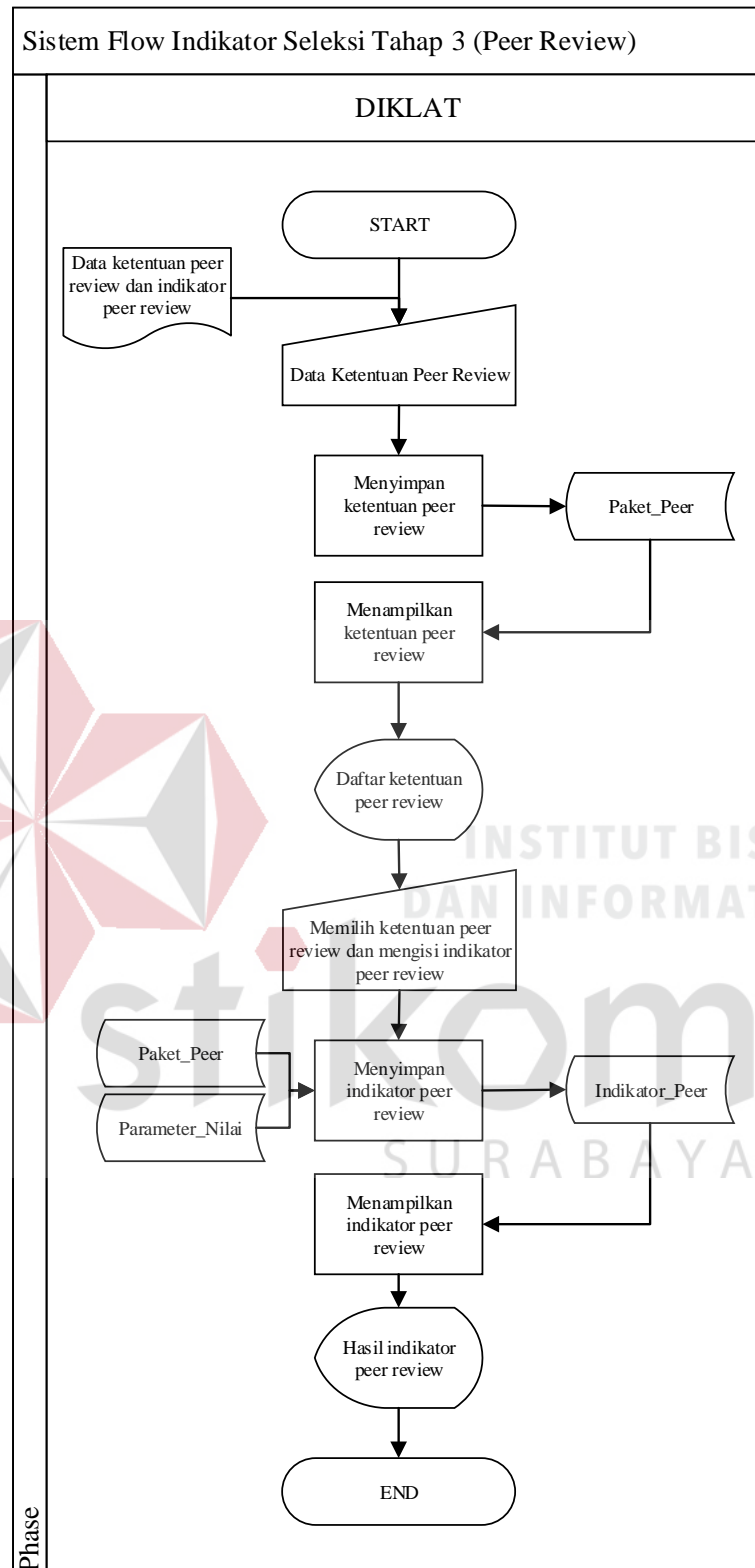 Sistem Flow Indikator Seleksi Tahap 3 (Peer Review)
DIKLAT
START
Data ketentuan peer
review dan indikator
peer review
Data Ketentuan Peer Review
Menyimpan
ketentuan peer
review
Paket_Peer
Menampilkan
ketentuan peer
review
Daftar ketentuan
peer review
INSTITUT BIS
DAN INFORMAT
Memilih ketentuan peer
review dan mengisi indikator
peer review
stikom
Paket_Peer
Parameter_Nilai
Menyimpan
indikator peer
review
Indikator_Peer
SURABAYA
Menampilkan
indikator peer
review
Hasil indikator
peer review
END
Phase